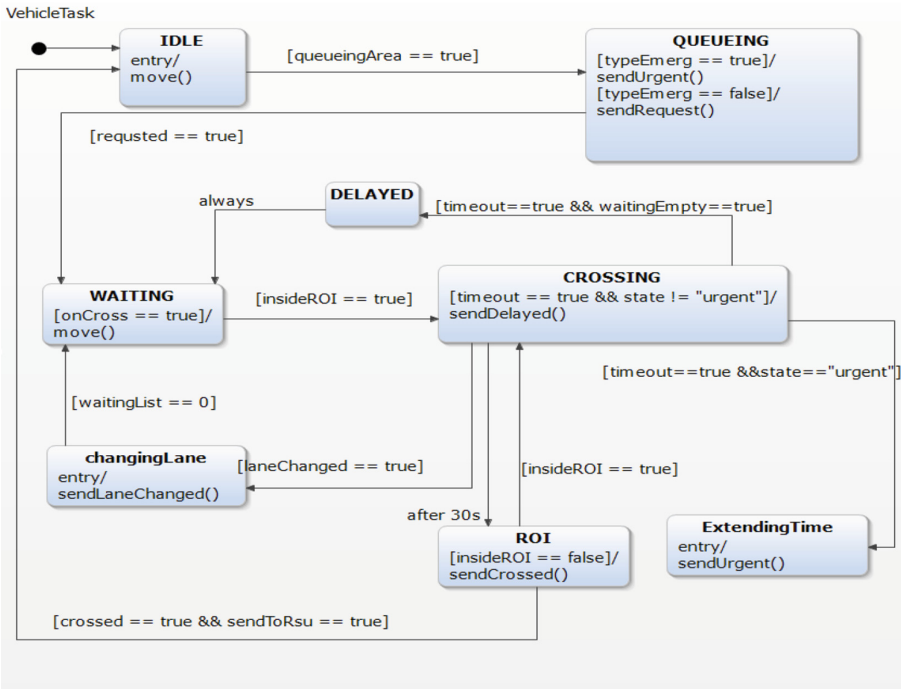 VehicleTask
IDLE
entry/
move()
[queueingArea == true]
QUEUEING
[typeEmerg == true]/
sendUrgent()
[typeEmerg == false]/
sendRequest()
[requsted == true]
always
DELAYED
[timeout==true && waitingEmpty==true]
WAITING
[onCross == true]/
move()
[insideROI == true]
CROSSING
[timeout == true && state != "urgent"]/
sendDelayed()
[timeout==true &&state=="urgent"]
[waitingList == 0]
changingLane
entry/
sendLaneChanged()
[laneChanged == true]
[insideROI == true]
after 30s
ROI
[insideROI == false]/
sendCrossed()
ExtendingTime
entry/
sendUrgent()
[crossed == true && sendToRsu == true]